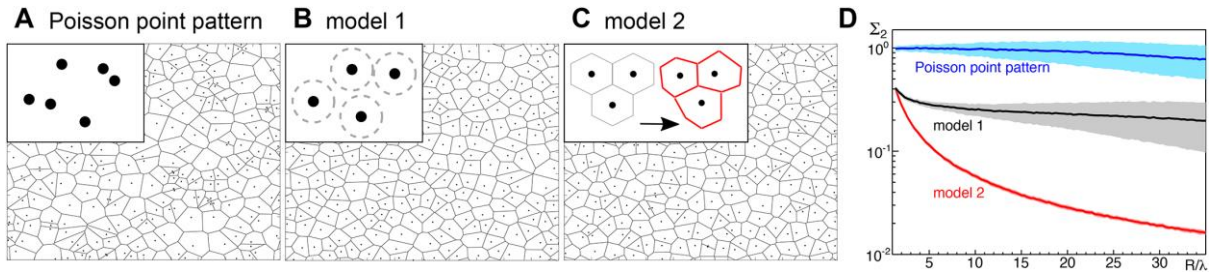 A Poisson point pattern
B model 1
C model 2
D
Σ₂
10⁰
Poisson point pattern
model 1
10⁻¹
model 2
10⁻²
5 10 15 20 25 30 R/λ